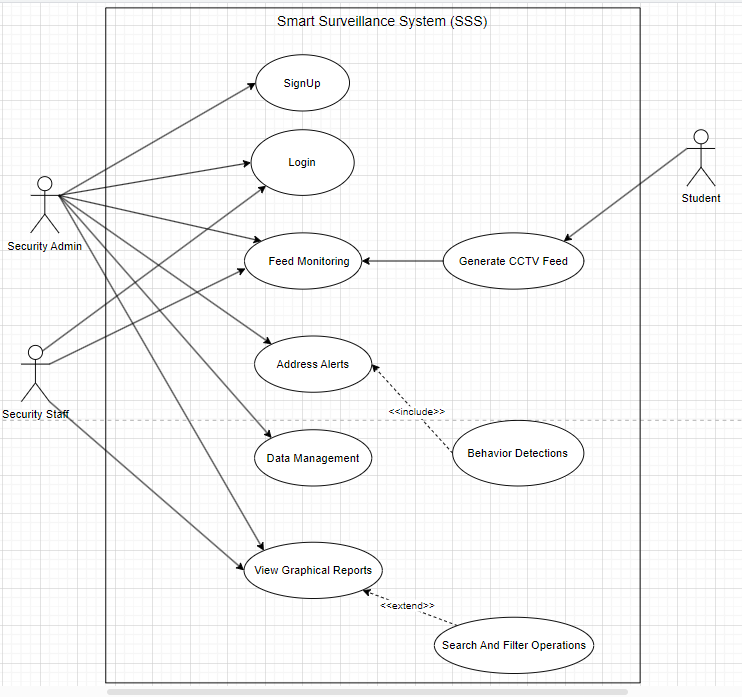 Smart Surveillance System (SSS)
SignUp
Login
Security Admin
Student
Feed Monitoring
Generate CCTV Feed
Address Alerts
Security Staff
<<include>>
Behavior Detections
Data Management
View Graphical Reports
<<extend>>
Search And Filter Operations